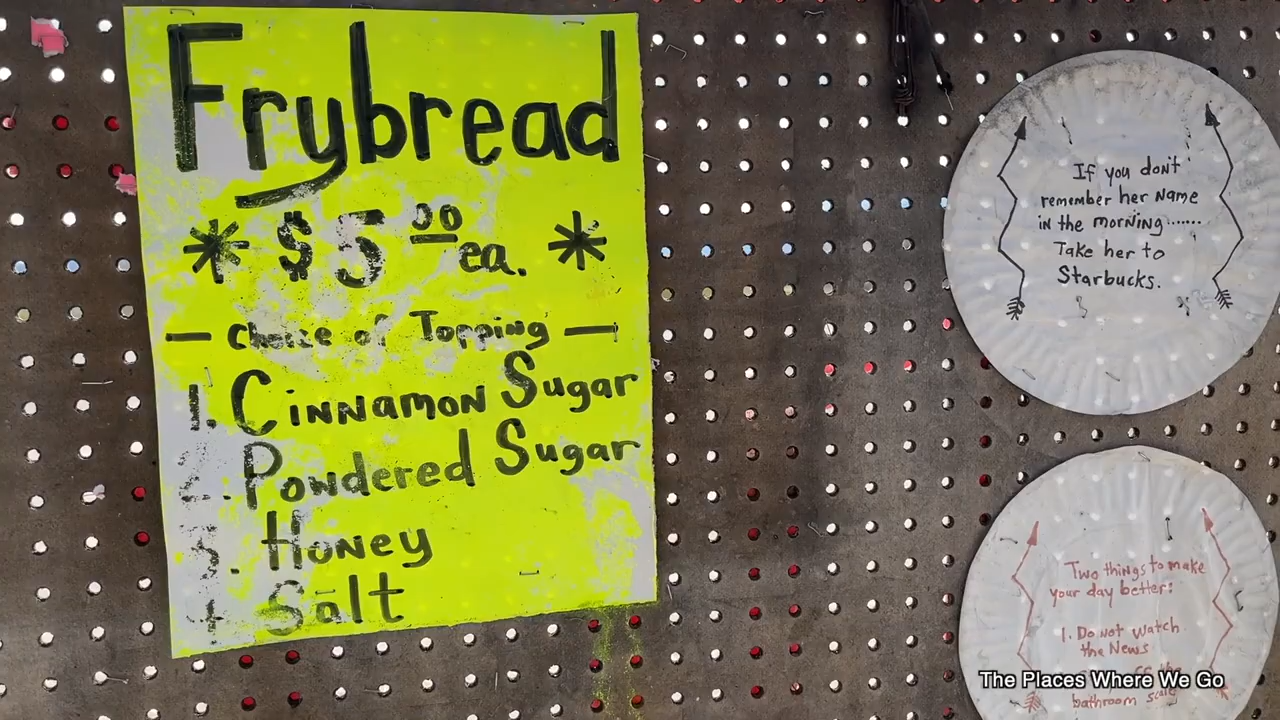 Frybread
* $5 00 ea. *
— Choice of Topping —
1. Cinnamon Sugar
2. Powdered Sugar
3. Honey
4 Salt
If you don't
remember her name
in the morning......
Take her to
Starbucks.
Two things to make
your day better:
1. Do not watch
the News
bathroom scale
The Places Where We Go